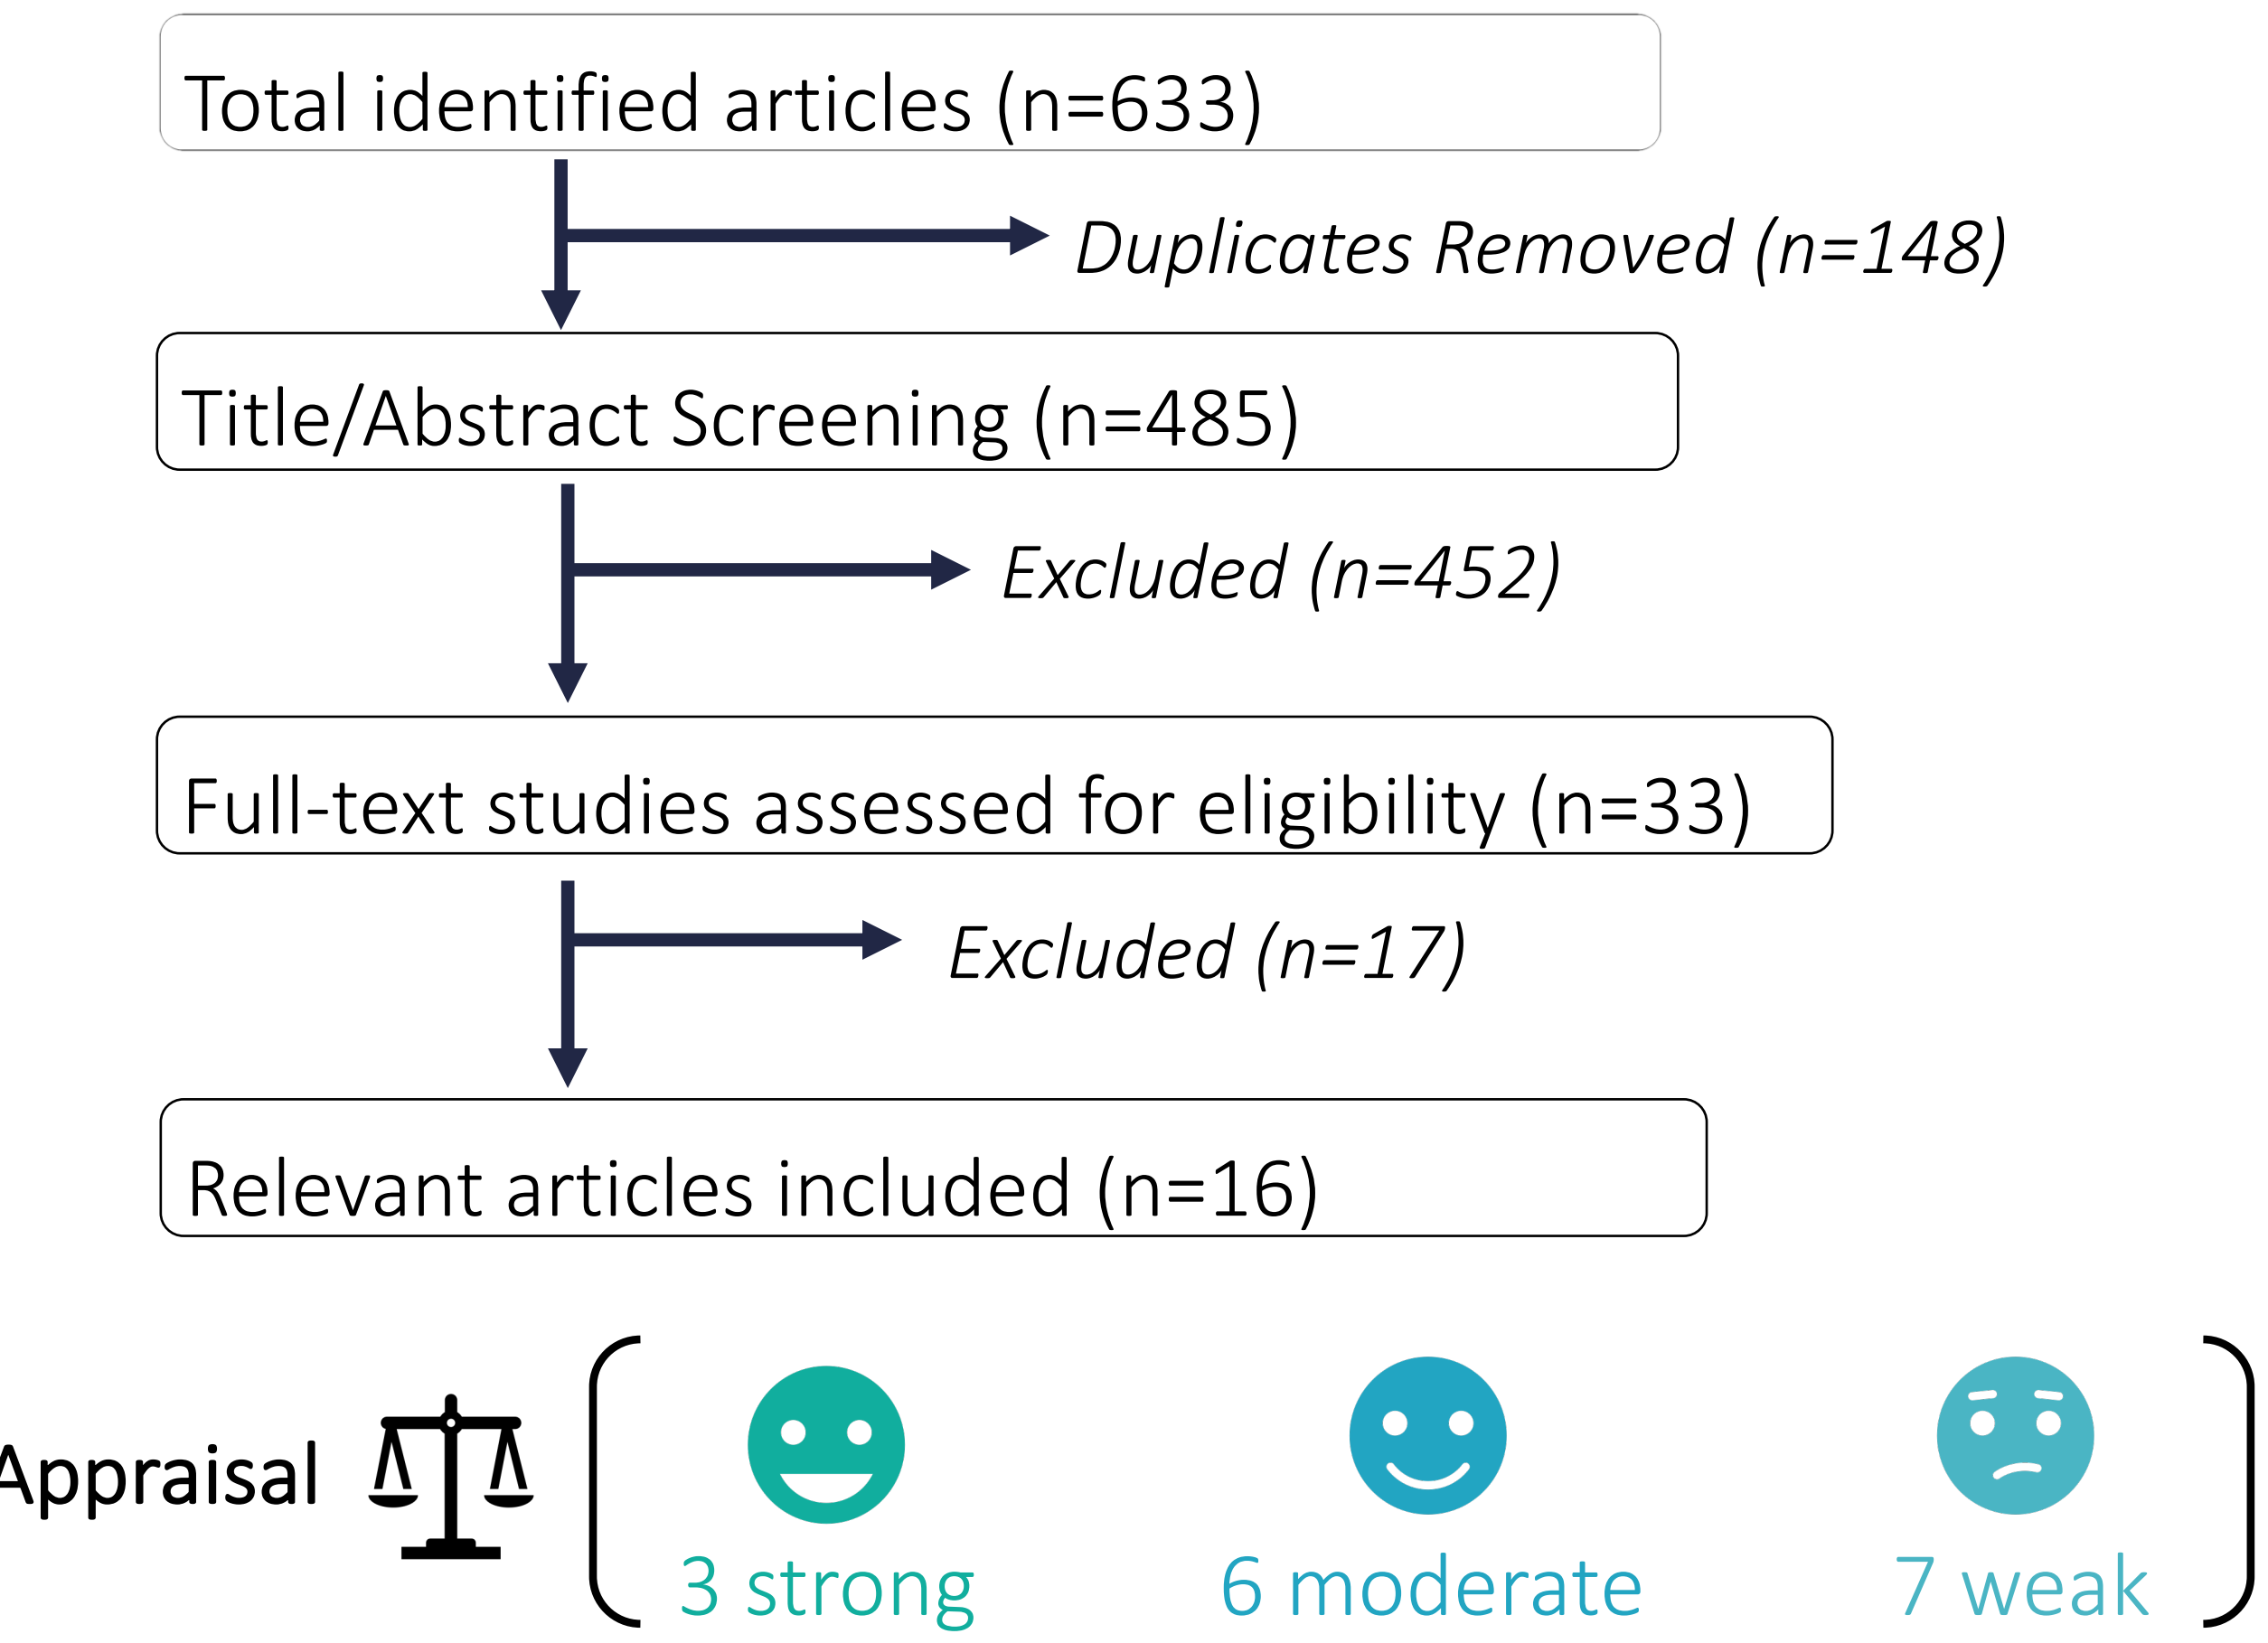 Total identified articles (n=633)
Duplicates Removed (n=148)
Title/Abstract Screening (n=485)
Excluded (n=452)
Full-text studies assessed for eligibility (n=33)
Excluded (n=17)
Relevant articles included (n=16)
Appraisal
3 strong
6 moderate
7 weak